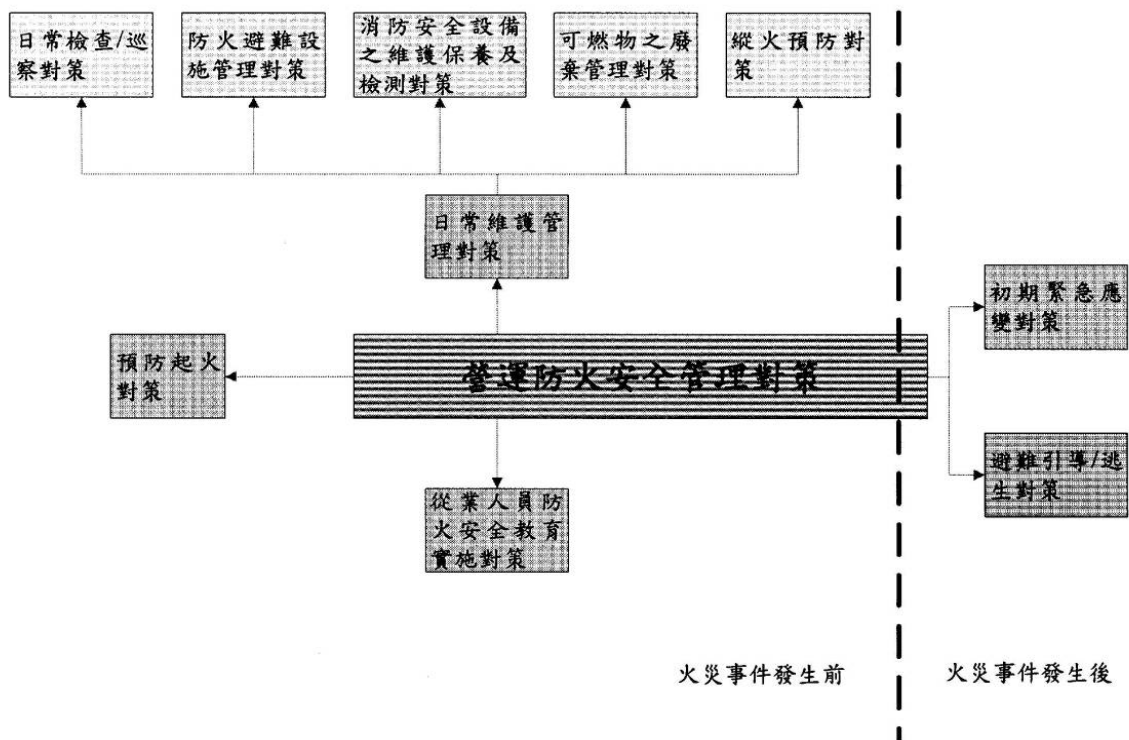 日常檢查/巡
察對策
防火避難設
施管理對策
消防安全設備
之維護保養及
檢測對策
可燃物之廢
棄管理對策
縱火預防對
策
日常維護管
理對策
初期緊急應
變對策
預防起火
對策
營運防火安全管理對策
避難引導/逃
生對策
從業人員防
火安全教育
實施對策
火災事件發生前
火災事件發生後